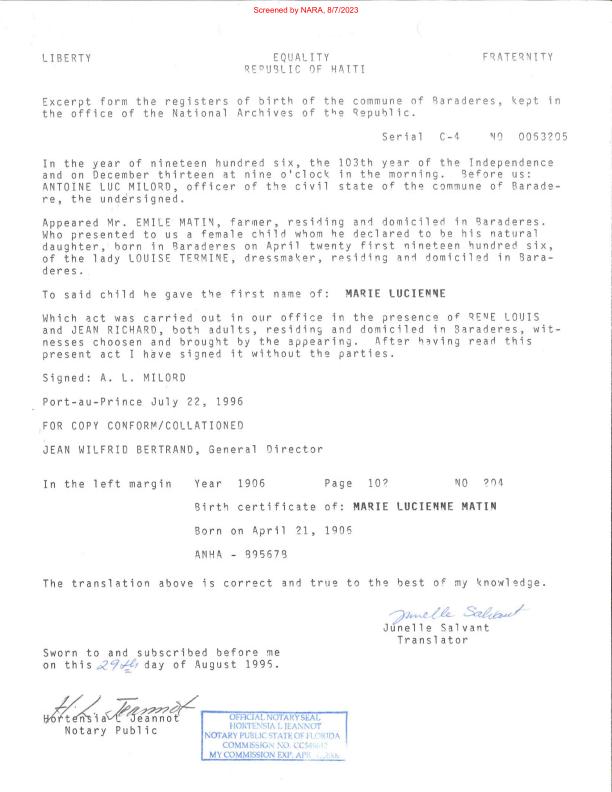 Screened by NARA, 8/7/2023
LIBERTY EQUALITY FRATERNITY
REPUBLIC OF HAITI
Excerpt form the registers of birth of the commune of Baraderes, kept in
the office of the National Archives of the Republic.
Serial C-4 NO 0053205
In the year of nineteen hundred six, the 103th year of the Independence
and on December thirteen at nine o'clock in the morning. Before us:
ANTOINE LUC MILORD, officer of the civil state of the commune of Barade-
re, the undersigned.
Appeared Mr. EMILE MATIN, farmer, residing and domiciled in Baraderes.
Who presented to us a female child whom he declared to be his natural
daughter, born in Baraderes on April twenty first nineteen hundred six,
of the lady LOUISE TERMINE, dressmaker, residing and domiciled in Bara-
deres.
To said child he gave the first name of: MARIE LUCIENNE
Which act was carried out in our office in the presence of RENE LOUIS
and JEAN RICHARD, both adults, residing and domiciled in Baraderes, wit-
nesses choosen and brought by the appearing. After having read this
present act I have signed it without the parties.
Signed: A. L. MILORD
Port-au-Prince July 22, 1996
FOR COPY CONFORM/COLLATIONED
JEAN WILFRID BERTRAND, General Director
In the left margin Year 1906 Page 102 NO 204
Birth certificate of: MARIE LUCIENNE MATIN
Born on April 21, 1906
ANHA - 895678
The translation above is correct and true to the best of my knowledge.
Junelle Salvant
Junelle Salvant
Translator
Sworn to and subscribed before me
on this 29th day of August 1995.
H. L. Jeannot
Hortensia L Jeannot
Notary Public
OFFICIAL NOTARY SEAL
HORTENSIA L JEANNOT
NOTARY PUBLIC STATE OF FLORIDA
COMMISSION NO.
MY COMMISSION EXP. APR.